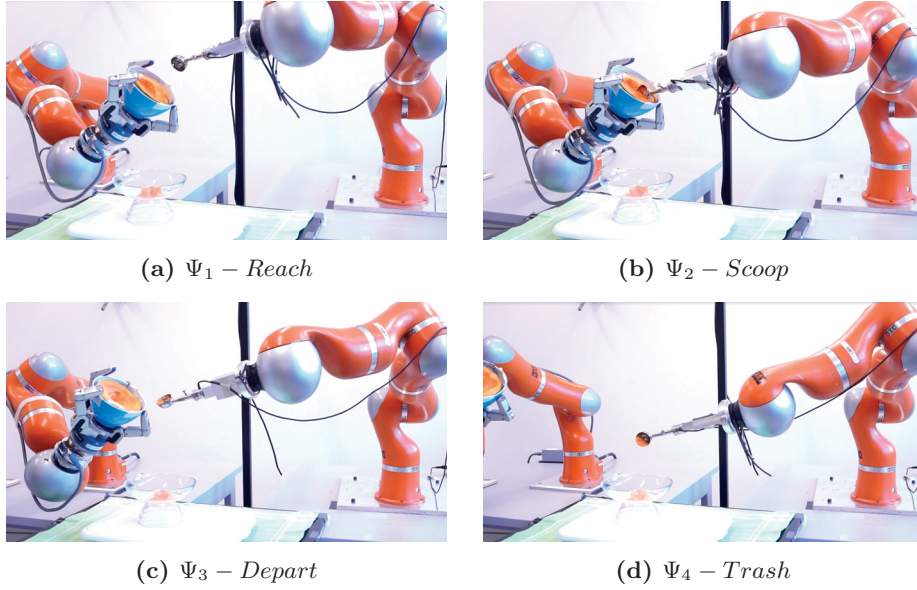 (a) Ψ₁ − Reach
(b) Ψ₂ − Scoop
(c) Ψ₃ − Depart
(d) Ψ₄ − Trash